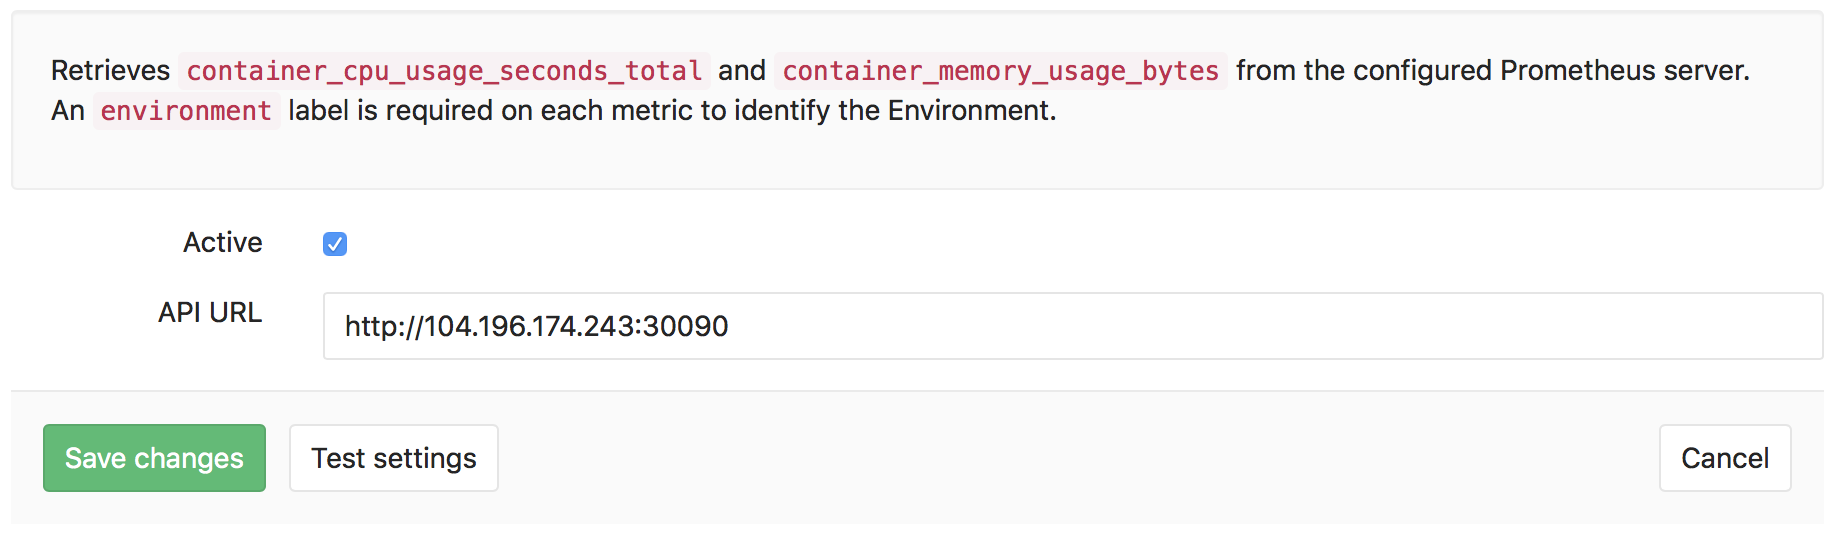 Retrieves container_cpu_usage_seconds_total and container_memory_usage_bytes from the configured Prometheus server.
An environment label is required on each metric to identify the Environment.
Active
API URL
http://104.196.174.243:30090
Save changes
Test settings
Cancel